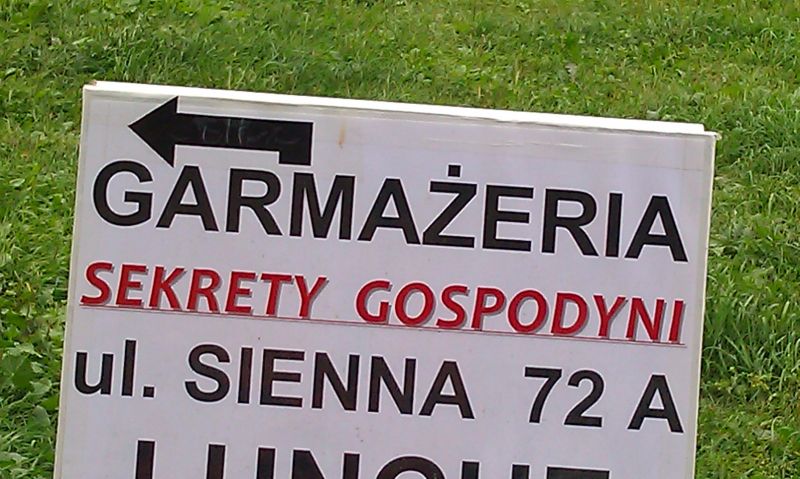 GARMAŻERIA
SEKRETY GOSPODYNI
ul. SIENNA 72 A